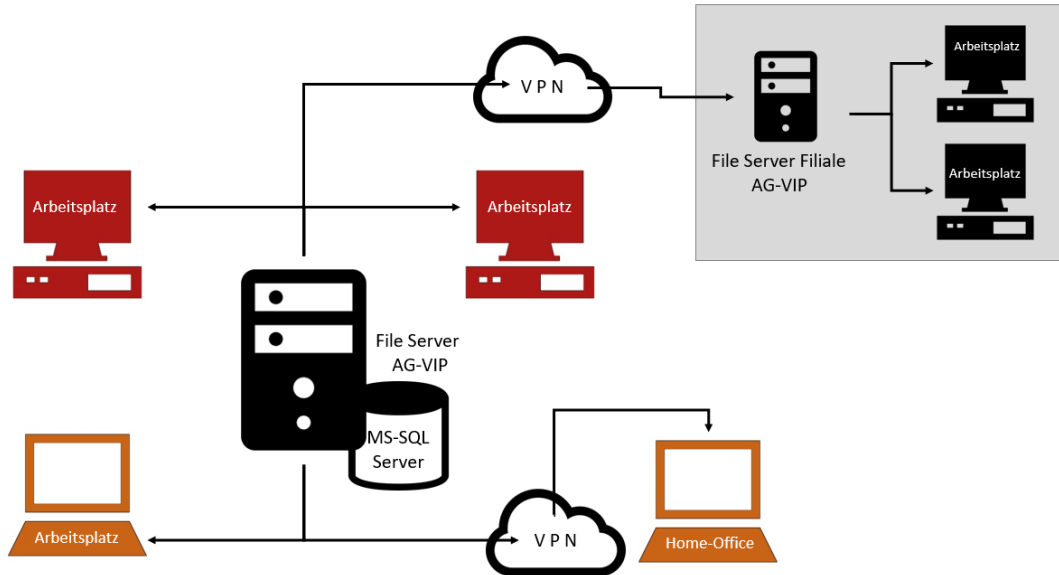 VPN
Arbeitsplatz
File Server Filiale
AG-VIP
Arbeitsplatz
Arbeitsplatz
Arbeitsplatz
File Server
AG-VIP
MS-SQL
Server
Arbeitsplatz
VPN
Home-Office